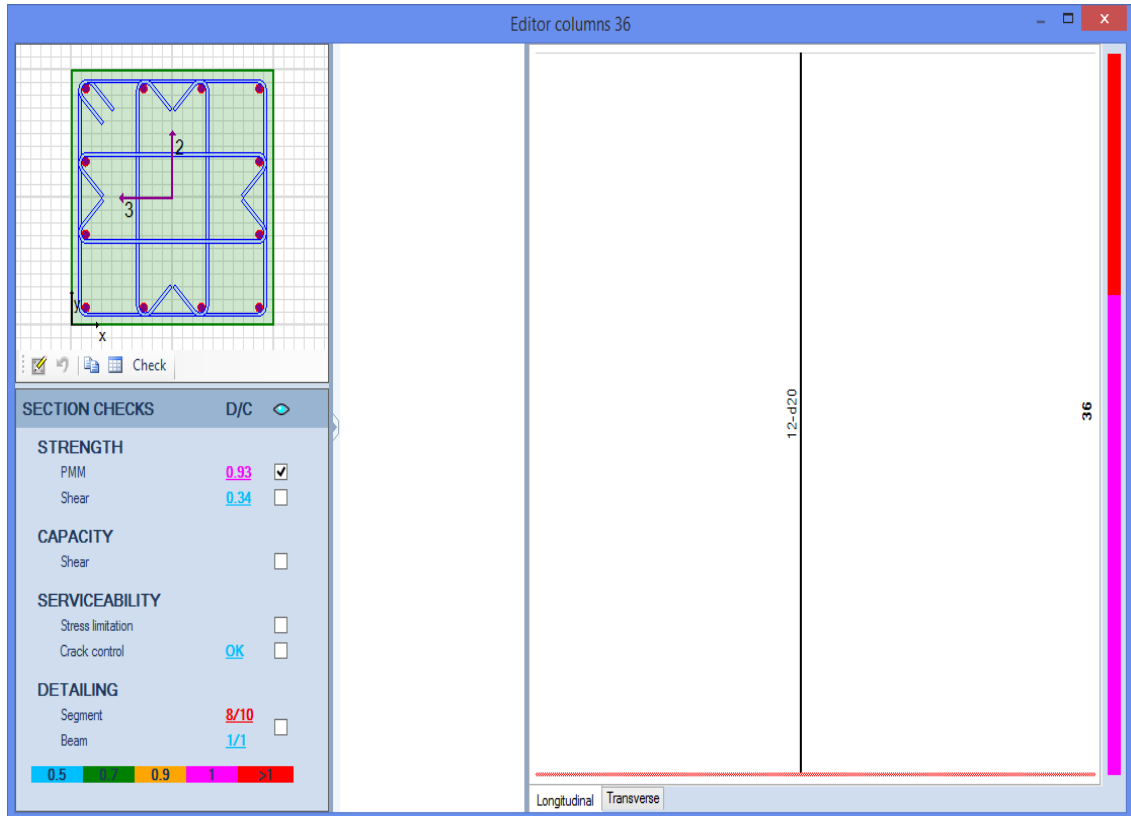 Editor columns 36
2
3
y
x
Check
SECTION CHECKS D/C
STRENGTH
PMM 0.93
Shear 0.34
CAPACITY
Shear
SERVICEABILITY
Stress limitation
Crack control OK
DETAILING
Segment 8/10
Beam 1/1
0.5 0.7 0.9 1 >1
12-d20
36
Longitudinal Transverse